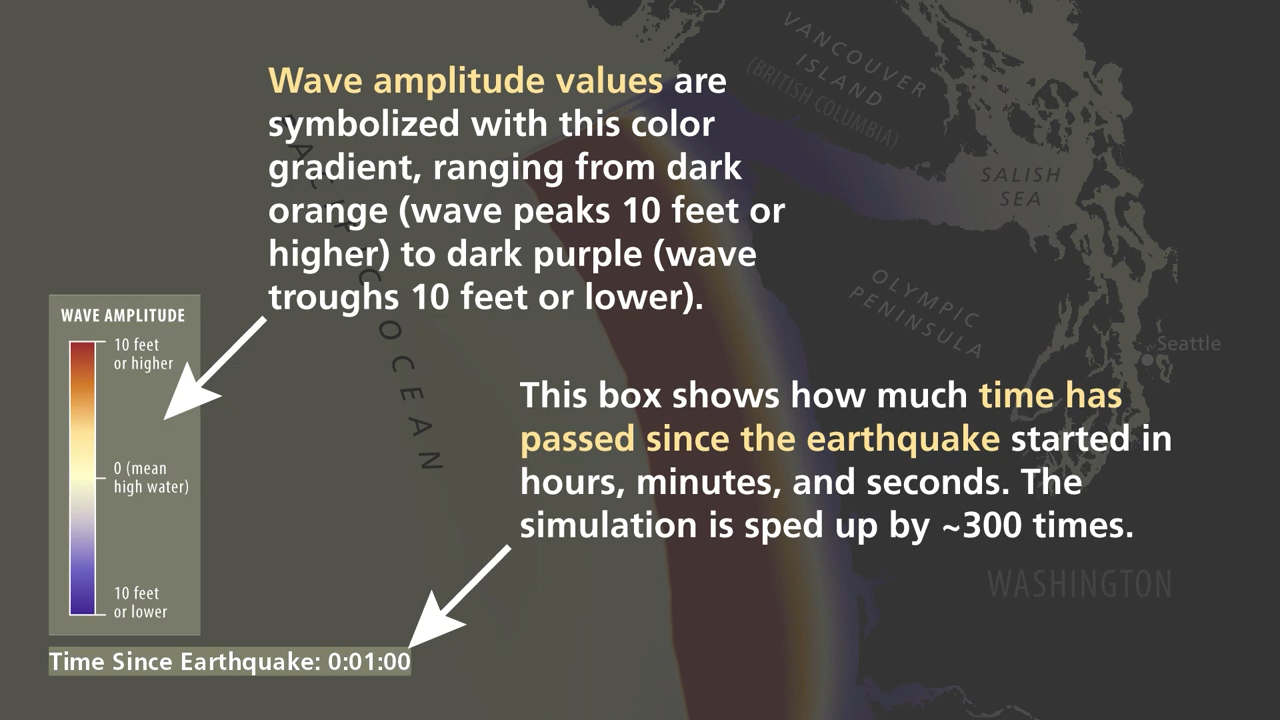 VANCOUVER
ISLAND
(BRITISH COLUMBIA)
Wave amplitude values are
symbolized with this color
gradient, ranging from dark
orange (wave peaks 10 feet or
higher) to dark purple (wave
troughs 10 feet or lower).
PACIFIC OCEAN
SALISH
SEA
OLYMPIC
PENINSULA
Seattle
WAVE AMPLITUDE
10 feet
or higher
0 (mean
high water)
10 feet
or lower
This box shows how much time has
passed since the earthquake started in
hours, minutes, and seconds. The
simulation is sped up by ~300 times.
WASHINGTON
Time Since Earthquake: 0:01:00